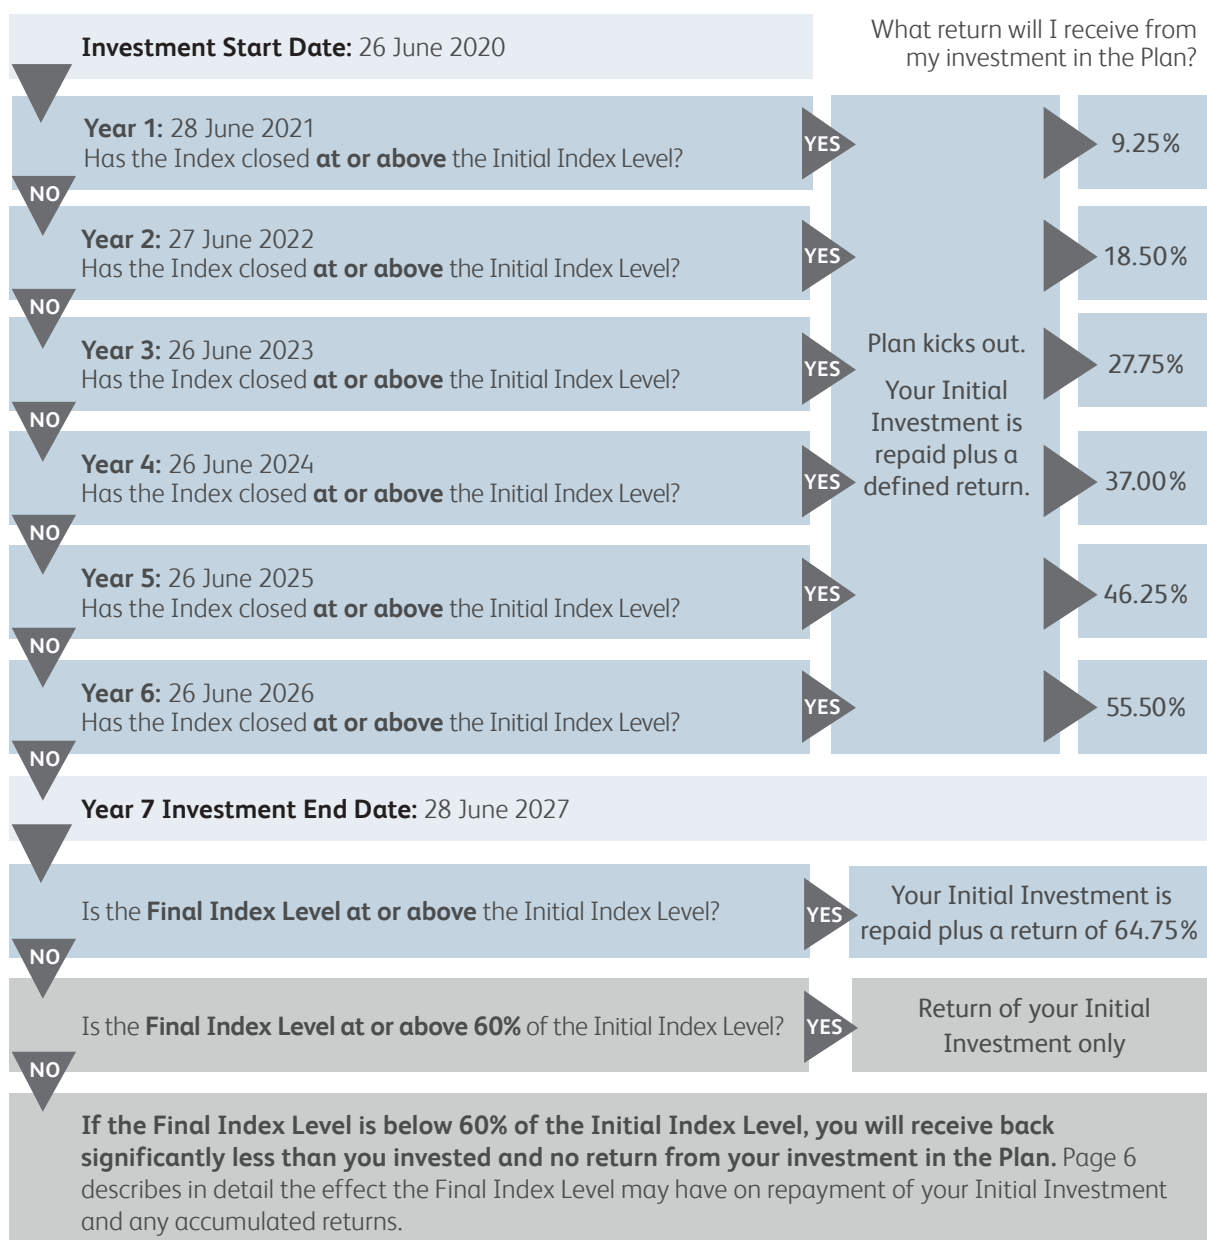 Investment Start Date: 26 June 2020
What return will I receive from
my investment in the Plan?
Year 1: 28 June 2021
Has the Index closed at or above the Initial Index Level?
YES
9.25%
NO
Year 2: 27 June 2022
Has the Index closed at or above the Initial Index Level?
YES
18.50%
NO
Year 3: 26 June 2023
Has the Index closed at or above the Initial Index Level?
YES
27.75%
NO
Year 4: 26 June 2024
Has the Index closed at or above the Initial Index Level?
YES
37.00%
NO
Year 5: 26 June 2025
Has the Index closed at or above the Initial Index Level?
YES
46.25%
NO
Year 6: 26 June 2026
Has the Index closed at or above the Initial Index Level?
YES
55.50%
NO
Plan kicks out.
Your Initial
Investment is
repaid plus a
defined return.
Year 7 Investment End Date: 28 June 2027
Is the Final Index Level at or above the Initial Index Level?
YES
Your Initial Investment is
repaid plus a return of 64.75%
NO
Is the Final Index Level at or above 60% of the Initial Index Level?
YES
Return of your Initial
Investment only
NO
If the Final Index Level is below 60% of the Initial Index Level, you will receive back
significantly less than you invested and no return from your investment in the Plan. Page 6
describes in detail the effect the Final Index Level may have on repayment of your Initial Investment
and any accumulated returns.